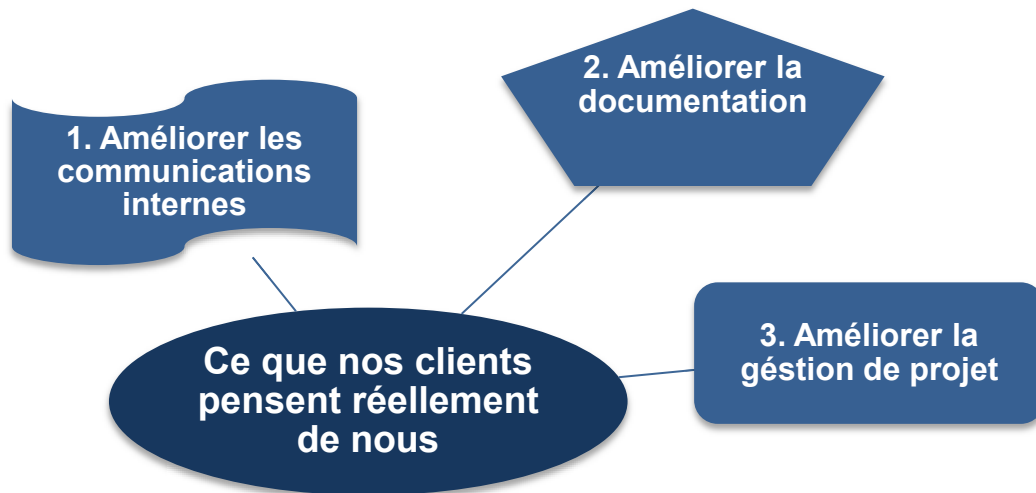 1. Améliorer les
communications
internes
2. Améliorer la
documentation
3. Améliorer la
géstion de projet
Ce que nos clients
pensent réellement
de nous